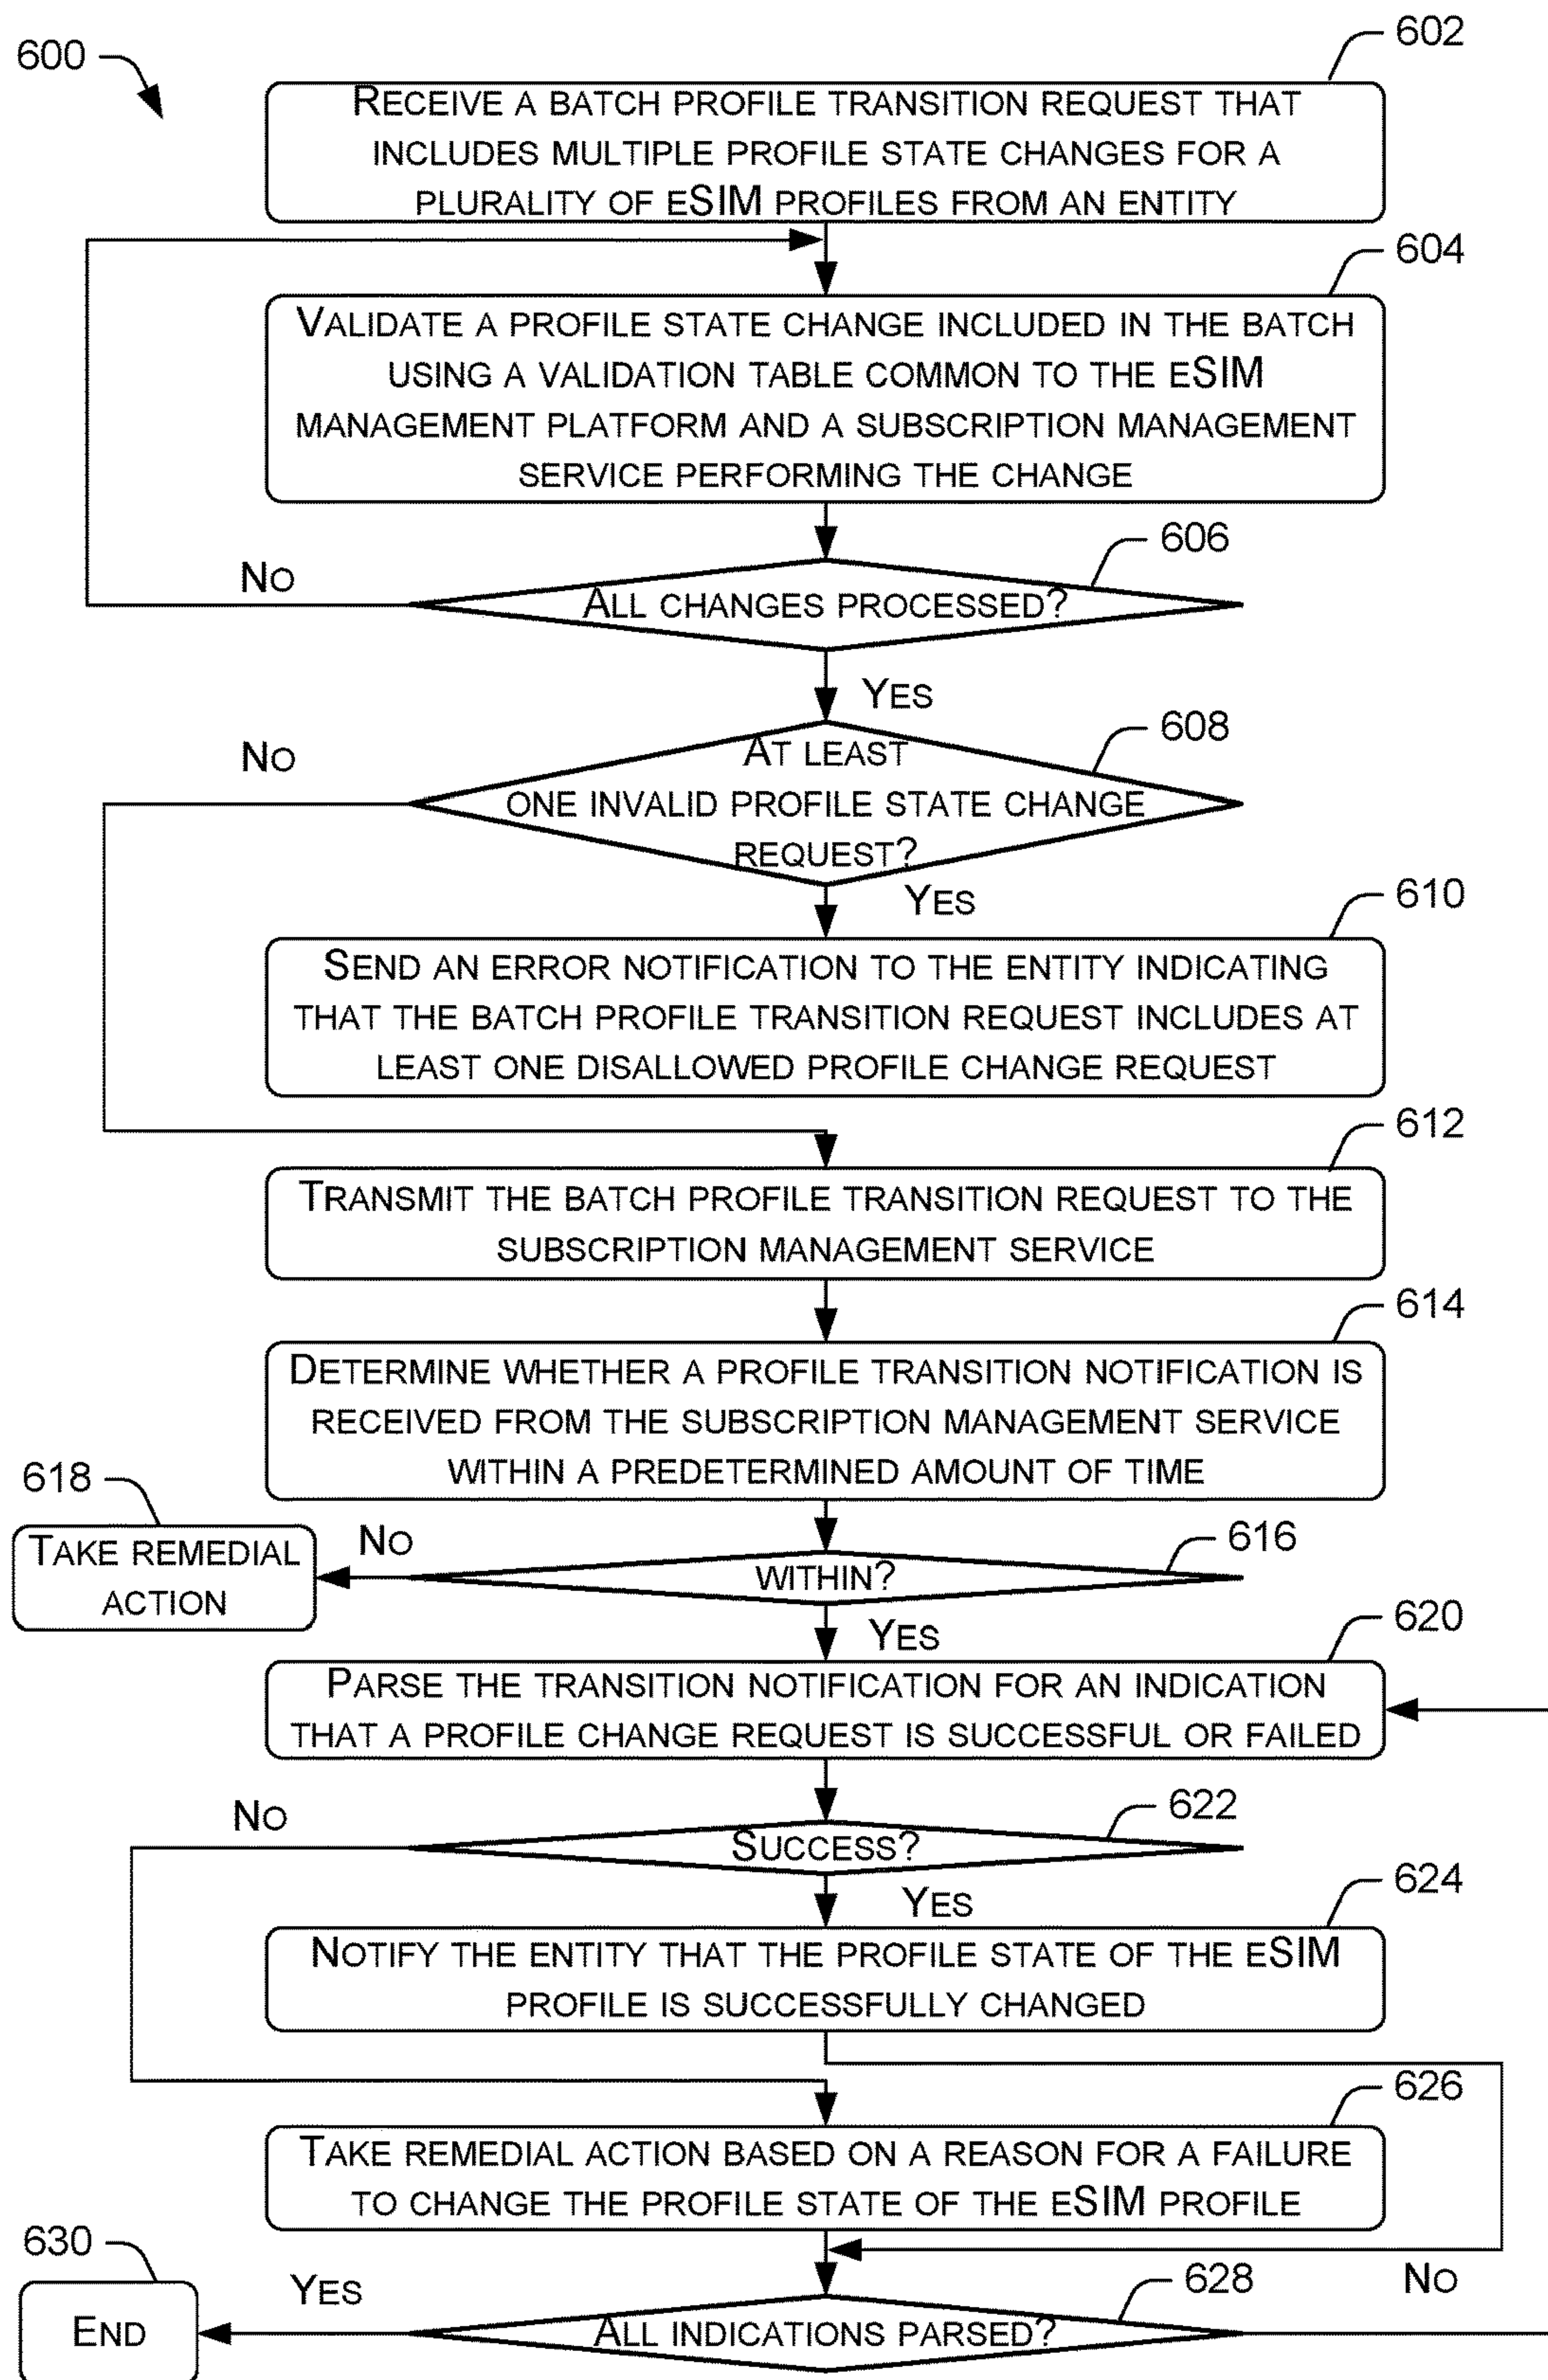 600
602
RECEIVE A BATCH PROFILE TRANSITION REQUEST THAT
INCLUDES MULTIPLE PROFILE STATE CHANGES FOR A
PLURALITY OF ESIM PROFILES FROM AN ENTITY
604
VALIDATE A PROFILE STATE CHANGE INCLUDED IN THE BATCH
USING A VALIDATION TABLE COMMON TO THE ESIM
MANAGEMENT PLATFORM AND A SUBSCRIPTION MANAGEMENT
SERVICE PERFORMING THE CHANGE
606
NO
ALL CHANGES PROCESSED?
YES
608
NO
AT LEAST
ONE INVALID PROFILE STATE CHANGE
REQUEST?
YES
610
SEND AN ERROR NOTIFICATION TO THE ENTITY INDICATING
THAT THE BATCH PROFILE TRANSITION REQUEST INCLUDES AT
LEAST ONE DISALLOWED PROFILE CHANGE REQUEST
612
TRANSMIT THE BATCH PROFILE TRANSITION REQUEST TO THE
SUBSCRIPTION MANAGEMENT SERVICE
614
DETERMINE WHETHER A PROFILE TRANSITION NOTIFICATION IS
RECEIVED FROM THE SUBSCRIPTION MANAGEMENT SERVICE
WITHIN A PREDETERMINED AMOUNT OF TIME
618
TAKE REMEDIAL
ACTION
NO
616
WITHIN?
YES
620
PARSE THE TRANSITION NOTIFICATION FOR AN INDICATION
THAT A PROFILE CHANGE REQUEST IS SUCCESSFUL OR FAILED
NO
622
SUCCESS?
YES
624
NOTIFY THE ENTITY THAT THE PROFILE STATE OF THE ESIM
PROFILE IS SUCCESSFULLY CHANGED
626
TAKE REMEDIAL ACTION BASED ON A REASON FOR A FAILURE
TO CHANGE THE PROFILE STATE OF THE ESIM PROFILE
630
END
YES
628
NO
ALL INDICATIONS PARSED?